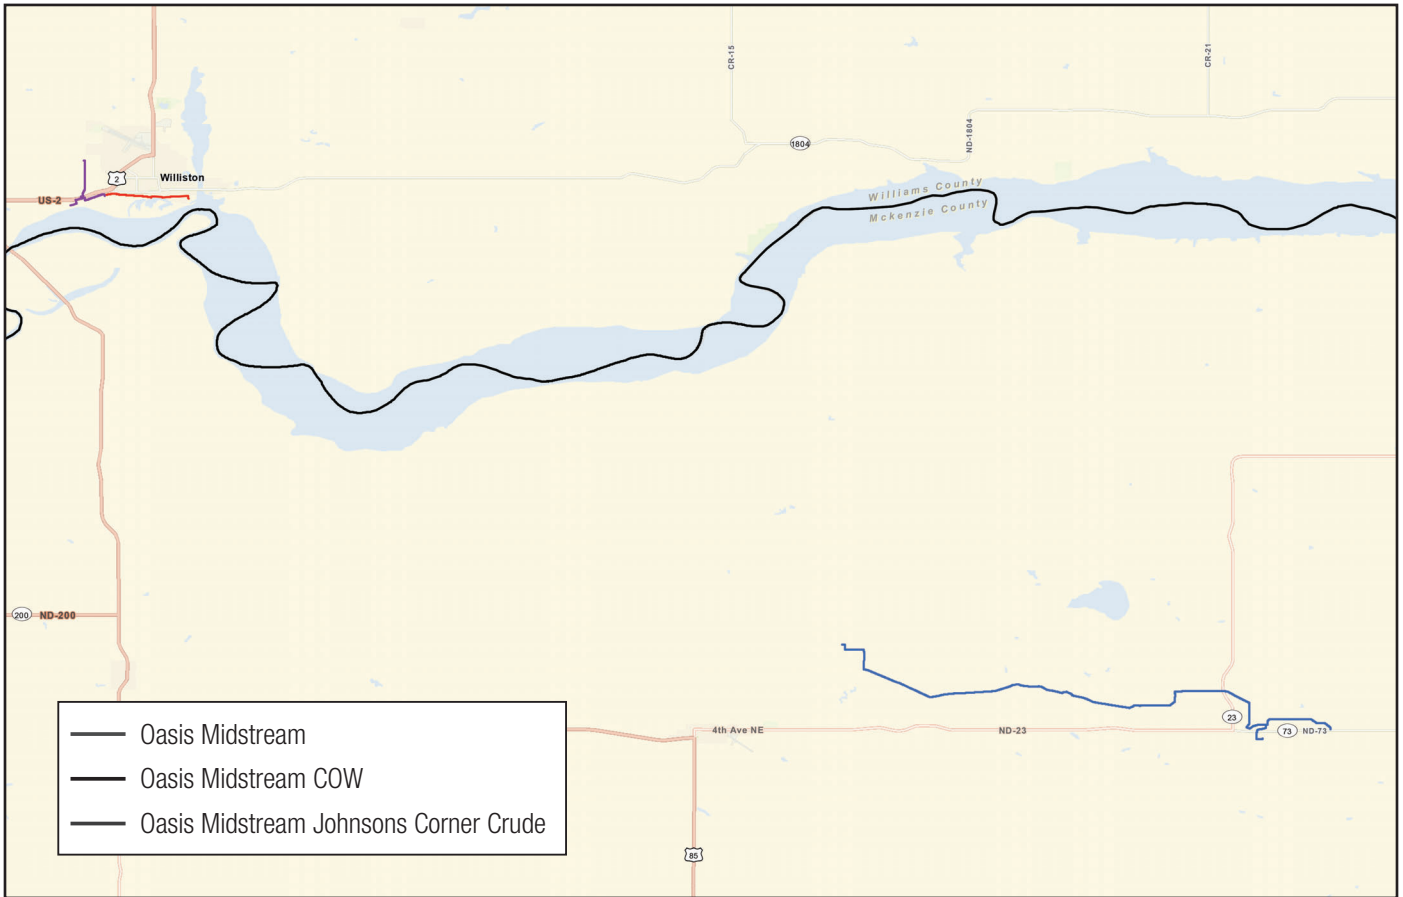 CR-15
CR-21
1804
ND-1804
2
Williston
US-2
Williams County
Mckenzie County
200
ND-200
23
4th Ave NE
ND-23
73
ND-73
85
Oasis Midstream
Oasis Midstream COW
Oasis Midstream Johnsons Corner Crude